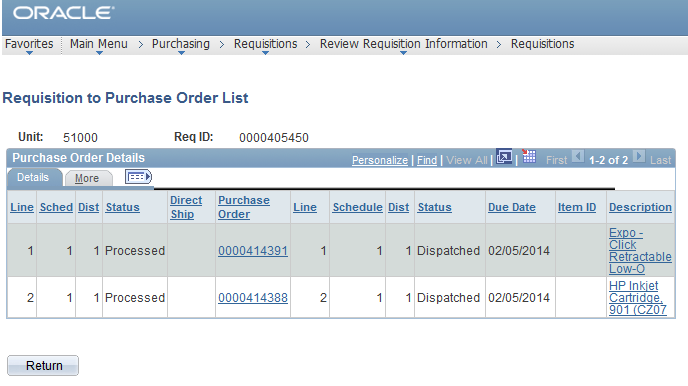 ORACLE
Favorites Main Menu > Purchasing > Requisitions > Review Requisition Information > Requisitions
Requisition to Purchase Order List
Unit: 51000 Req ID: 0000405450
Purchase Order Details Personalize | Find | View All | | First 1-2 of 2 Last
Details More
Line Sched Dist Status Direct Ship Purchase Order Line Schedule Dist Status Due Date Item ID Description
1 1 1 Processed 0000414391 1 1 1 Dispatched 02/05/2014 Expo -
Click
Retractable
Low-O
2 1 1 Processed 0000414388 2 1 1 Dispatched 02/05/2014 HP Inkjet
Cartridge,
901 (CZ07
Return